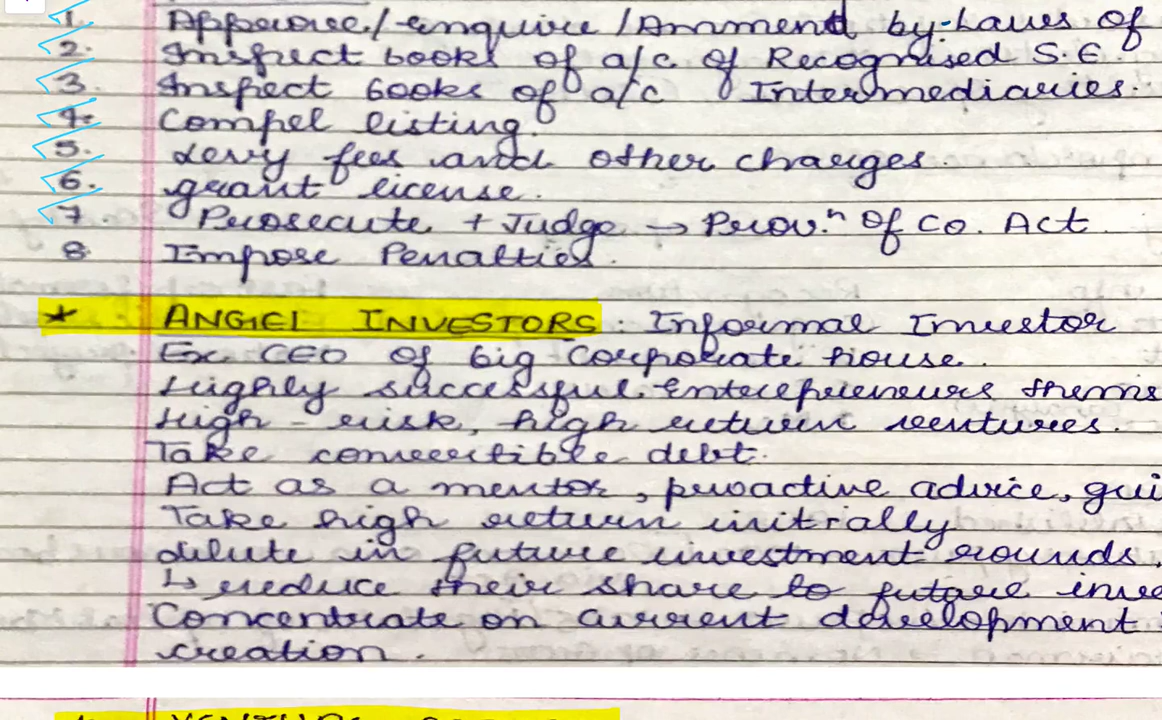 1. Approve/enquire/Ammend by-Laws of
2. Inspect books of a/c of Recognised S.E.
3. Inspect books of a/c of Intermediaries.
4. Compel listing.
5. Levy fees and other charges.
6. grant license.
7. Prosecute + Judge → Prov.n Of Co. Act
8. Impose Penalties.
* ANGEL INVESTORS: Informal Investor
Ex. CEO of big Corporate house.
Highly successful Enterpreneurs thems
High-risk, high return ventures.
Take convertible debt.
Act as a mentor, proactive advice, gui
Take high return initially
dilute in future investment rounds.
↳ reduce their share to future inve
Concentrate on current development
creation.